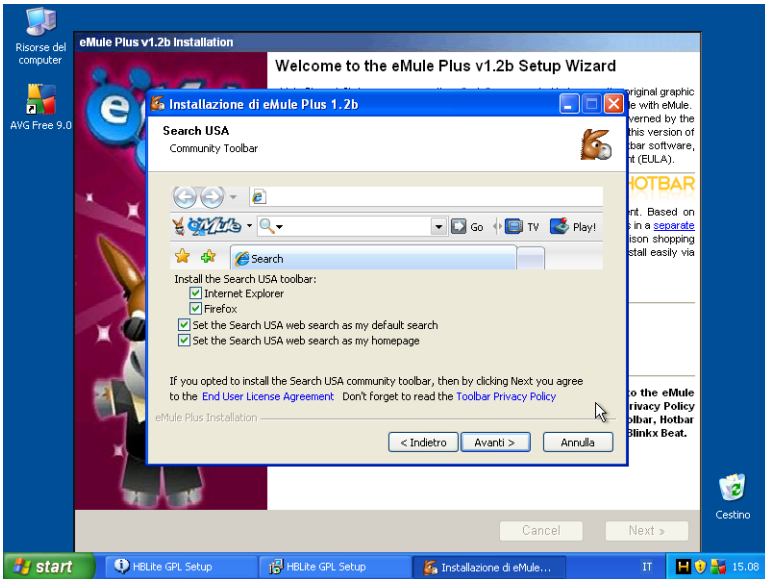 Risorse del
computer
AVG Free 9.0
eMule Plus v1.2b Installation
Welcome to the eMule Plus v1.2b Setup Wizard
original graphic
le with eMule.
verned by the
this version of
bar software,
t (EULA).
HOTBAR
nt. Based on
s in a separate
ison shopping
stall easily via
to the eMule
Privacy Policy
olbar, Hotbar
Blinkx Beat.
Cancel
Next »
Installazione di eMule Plus 1.2b
Search USA
Community Toolbar
eMule
Go
TV
Play!
Search
Install the Search USA toolbar:
Internet Explorer
Firefox
Set the Search USA web search as my default search
Set the Search USA web search as my homepage
If you opted to install the Search USA community toolbar, then by clicking Next you agree
to the End User License Agreement Don't forget to read the Toolbar Privacy Policy
eMule Plus Installation
< Indietro
Avanti >
Annulla
Cestino
start
HBLite GPL Setup
HBLite GPL Setup
Installazione di eMule...
IT
H
15.08